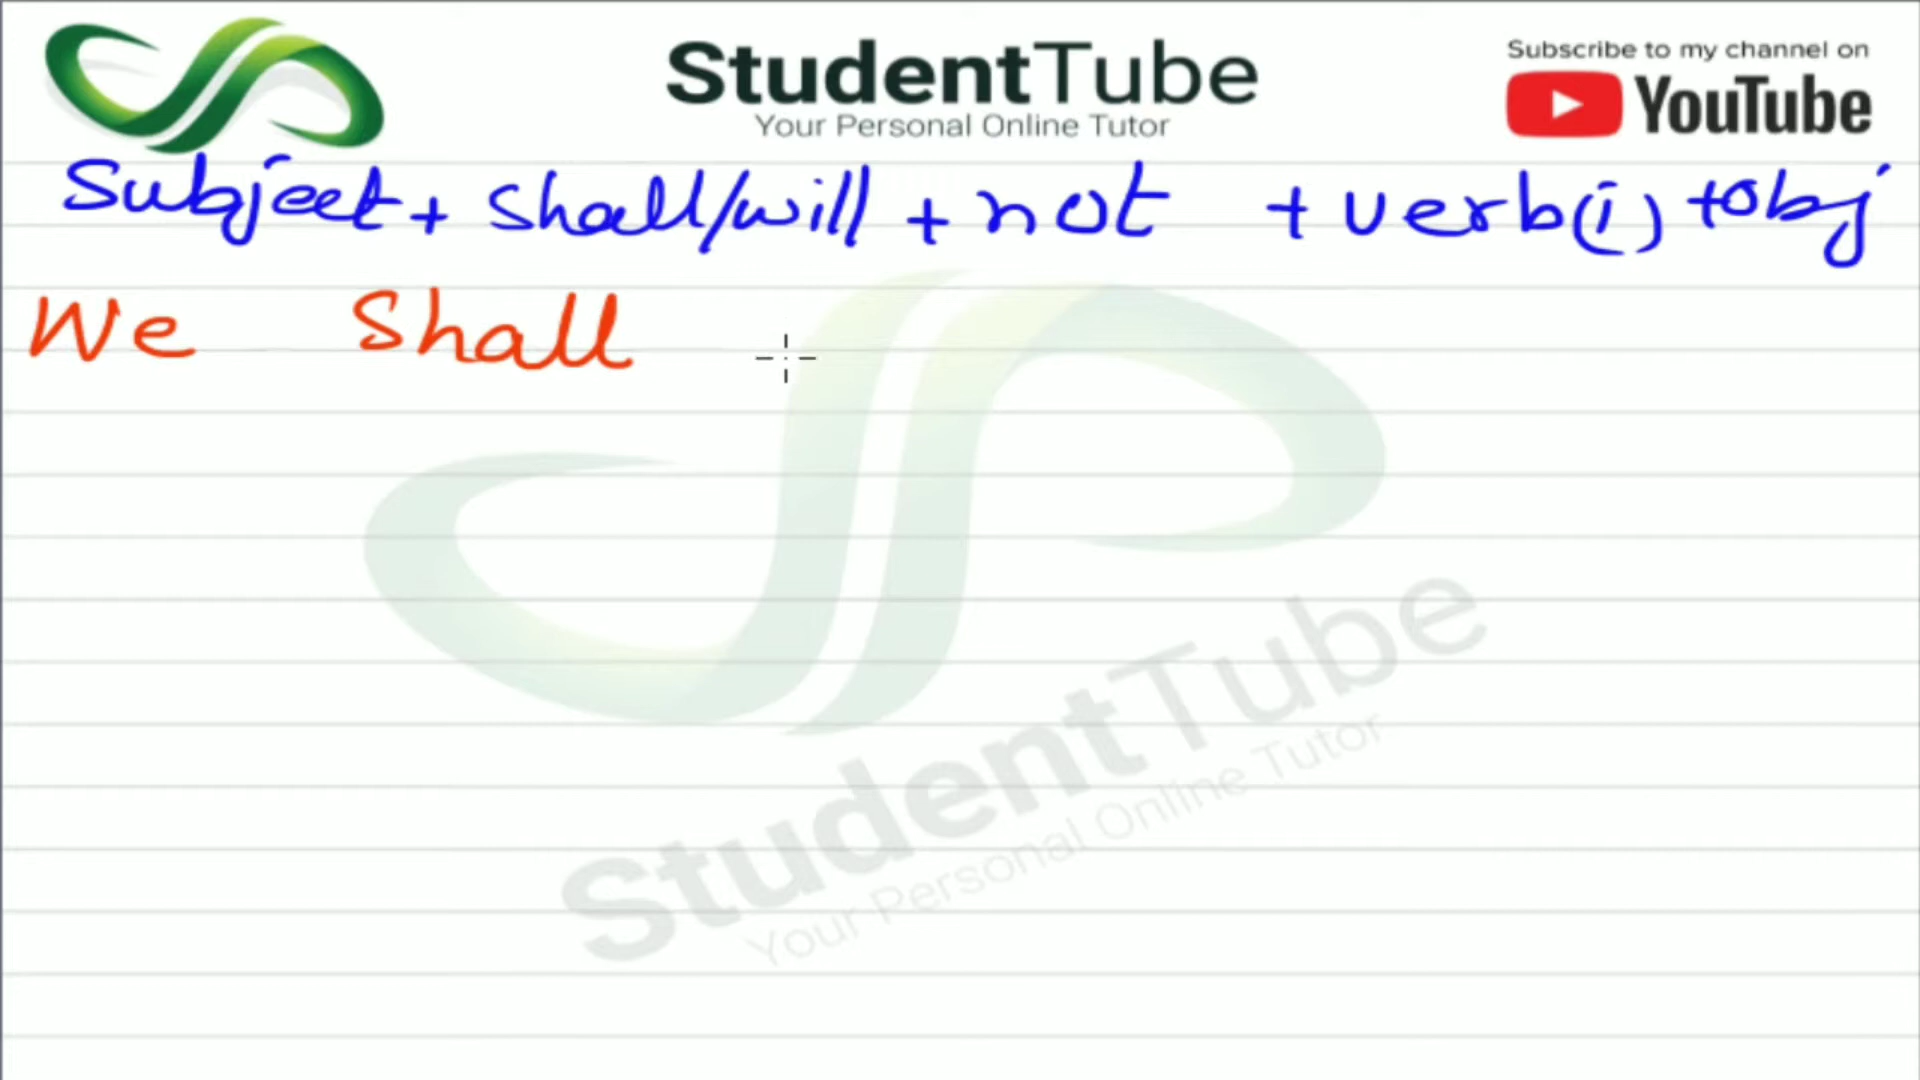 StudentTube
Your Personal Online Tutor
Subscribe to my channel on
YouTube
Subject + Shall/will + not + verb(i) + obj
We Shall
StudentTube
Your Personal Online Tutor